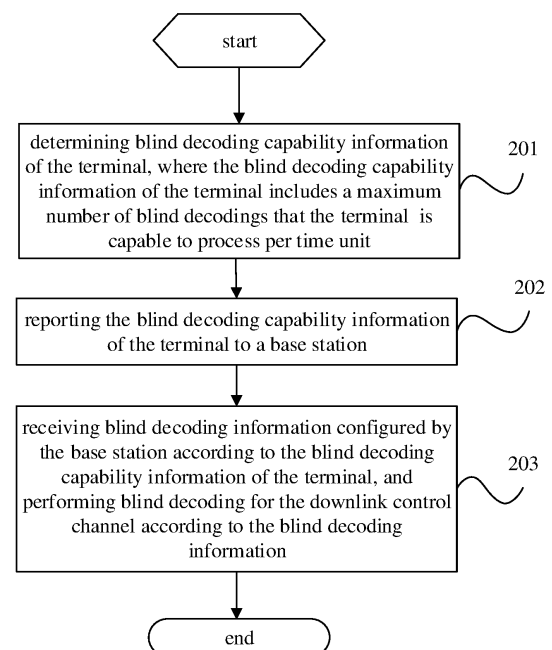 start
determining blind decoding capability information
of the terminal, where the blind decoding capability
information of the terminal includes a maximum
number of blind decodings that the terminal is
capable to process per time unit
201
reporting the blind decoding capability information
of the terminal to a base station
202
receiving blind decoding information configured by
the base station according to the blind decoding
capability information of the terminal, and
performing blind decoding for the downlink control
channel according to the blind decoding
information
203
end